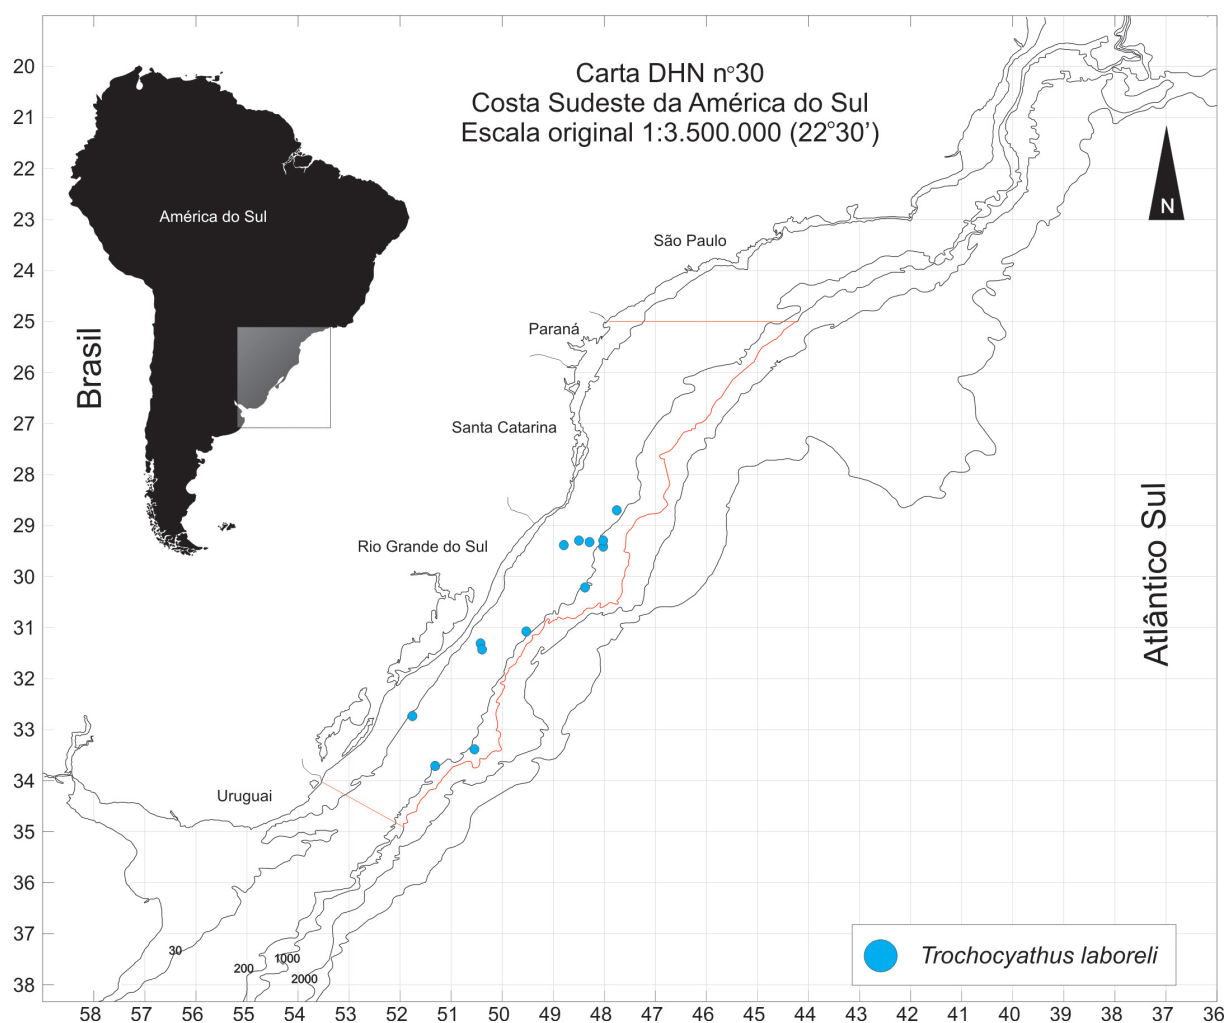 Carta DHN n°30
Costa Sudeste da América do Sul
Escala original 1:3.500.000 (22°30’)
20
21
22
23
24
25
26
27
28
29
30
31
32
33
34
35
36
37
38
América do Sul
Brasil
N
São Paulo
Paraná
Santa Catarina
Rio Grande do Sul
Uruguai
Atlântico Sul
30
200
1000
2000
Trochocyathus laboreli
58 57 56 55 54 53 52 51 50 49 48 47 46 45 44 43 42 41 40 39 38 37 36